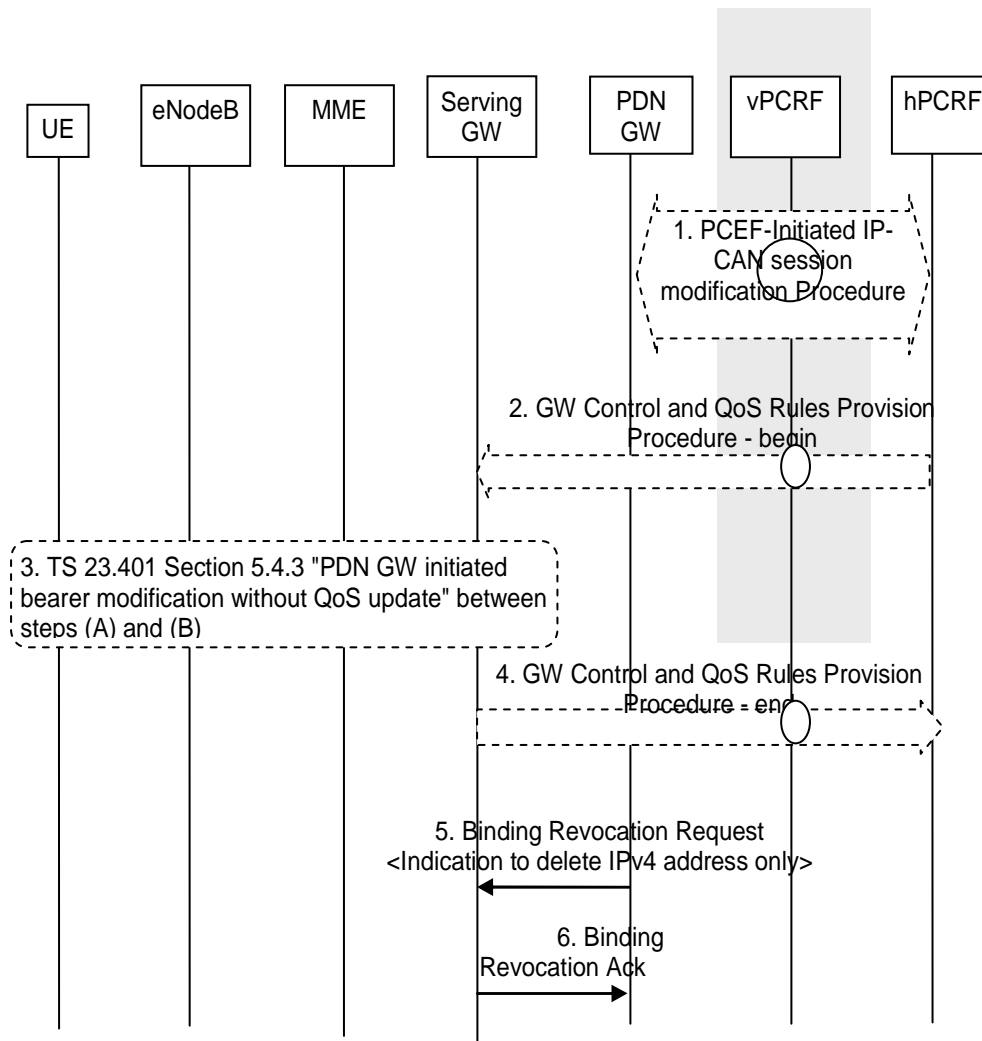 UE
eNodeB
MME
Serving
GW
PDN
GW
vPCRF
hPCRF
1. PCEF-Initiated IP-
CAN session
modification Procedure
2. GW Control and QoS Rules Provision
Procedure - begin
3. TS 23.401 Section 5.4.3 "PDN GW initiated
bearer modification without QoS update" between
steps (A) and (B)
4. GW Control and QoS Rules Provision
Procedure - end
5. Binding Revocation Request
<Indication to delete IPv4 address only>
6. Binding
Revocation Ack